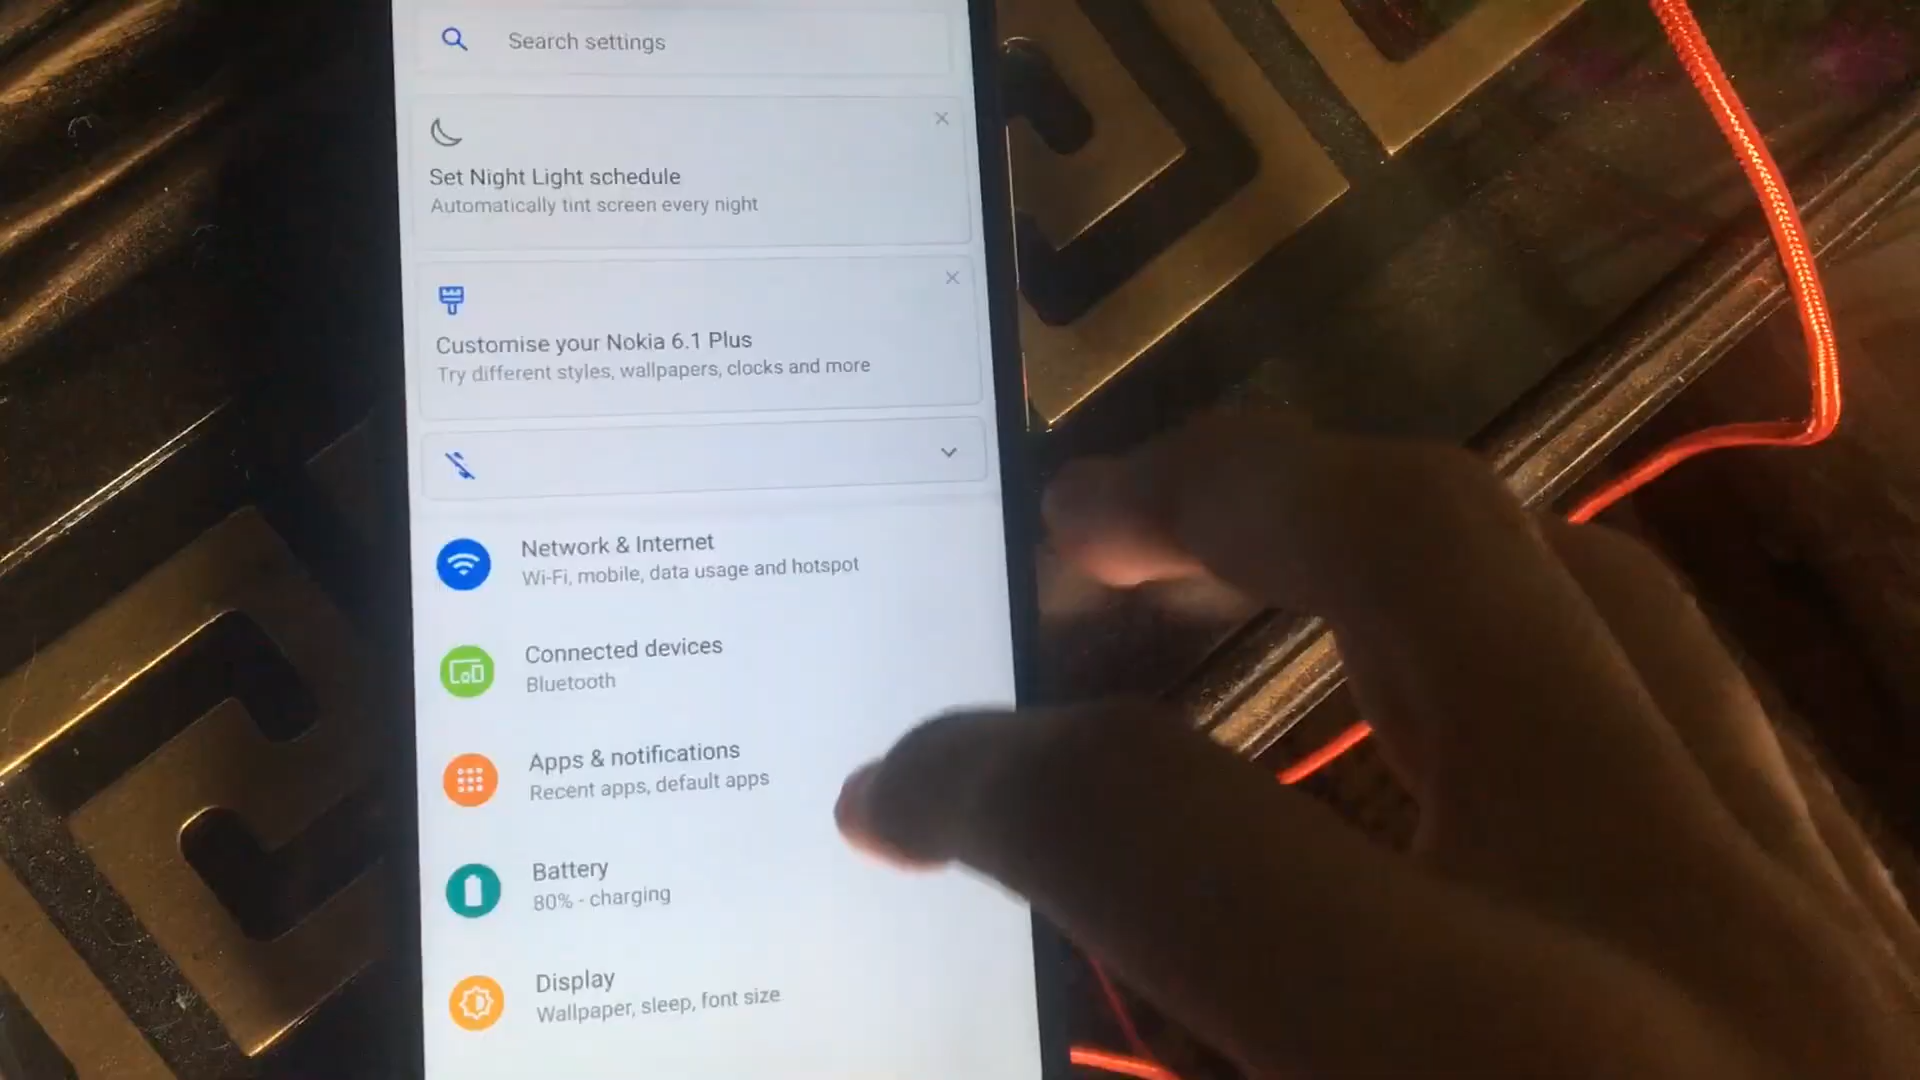 Search settings
Set Night Light schedule
Automatically tint screen every night
Customise your Nokia 6.1 Plus
Try different styles, wallpapers, clocks and more
Network & Internet
Wi-Fi, mobile, data usage and hotspot
Connected devices
Bluetooth
Apps & notifications
Recent apps, default apps
Battery
80% - charging
Display
Wallpaper, sleep, font size